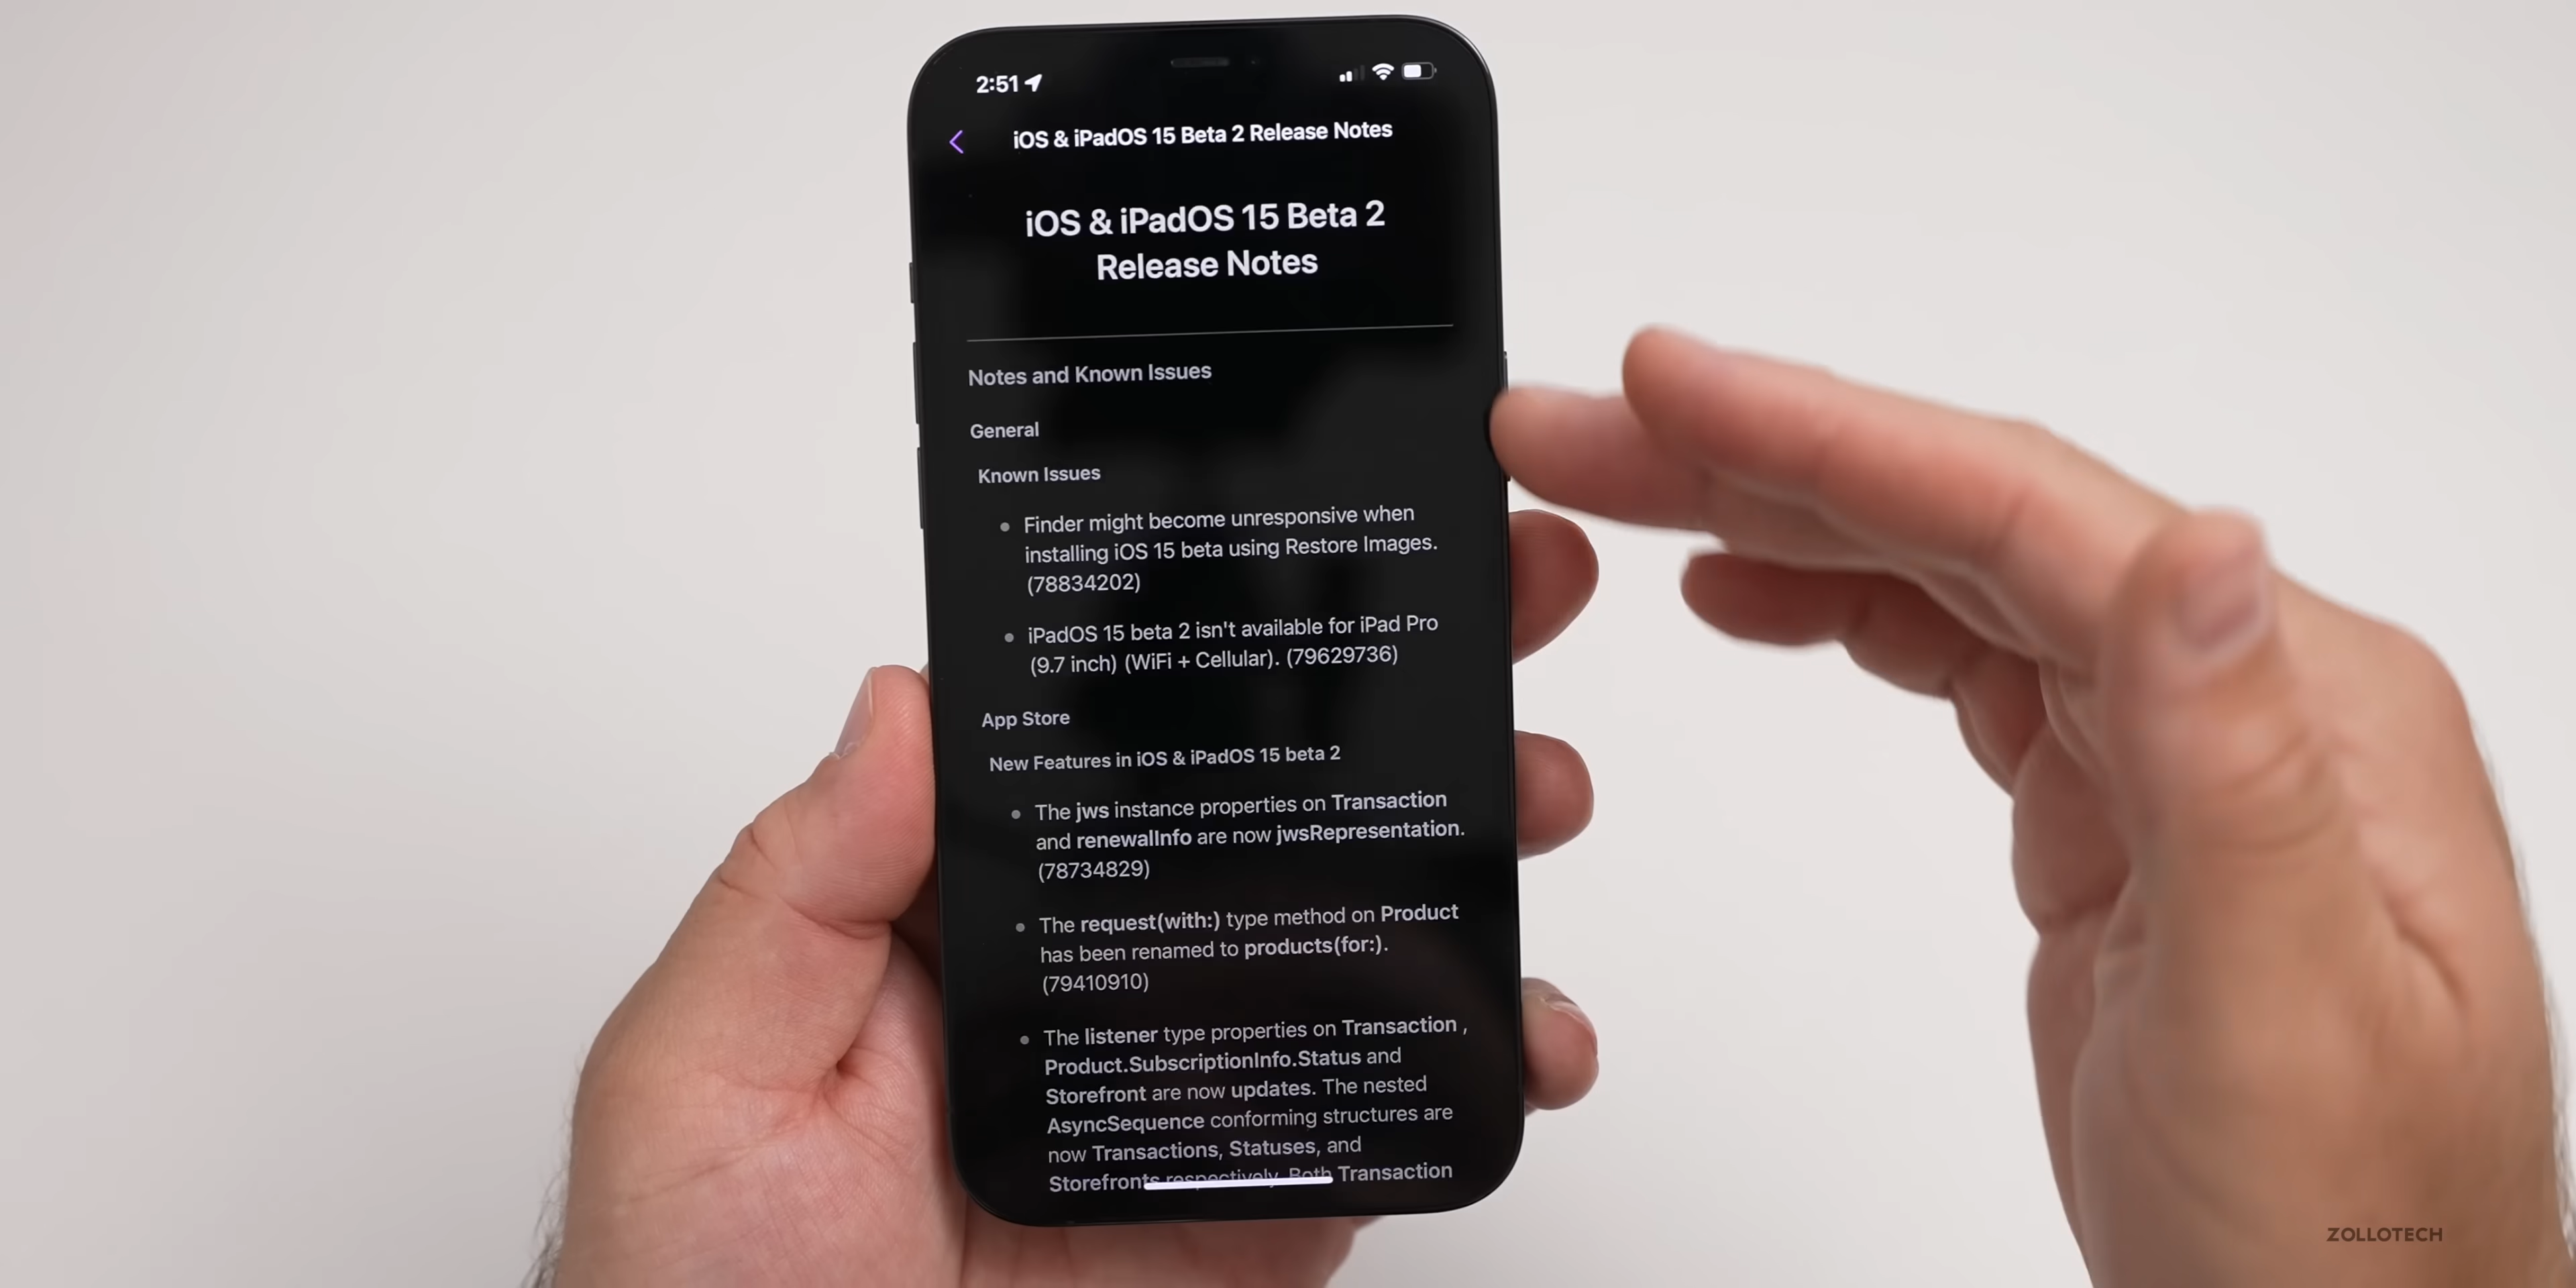 2:51
iOS & iPadOS 15 Beta 2 Release Notes
iOS & iPadOS 15 Beta 2
Release Notes
Notes and Known Issues
General
Known Issues
Finder might become unresponsive when
installing iOS 15 beta using Restore Images.
(78834202)
iPadOS 15 beta 2 isn't available for iPad Pro
(9.7 inch) (WiFi + Cellular). (79629736)
App Store
New Features in iOS & iPadOS 15 beta 2
The jws instance properties on Transaction
and renewalInfo are now jwsRepresentation.
(78734829)
The request(with:) type method on Product
has been renamed to products(for:).
(79410910)
The listener type properties on Transaction ,
Product.SubscriptionInfo.Status and
Storefront are now updates. The nested
AsyncSequence conforming structures are
now Transactions, Statuses, and
Storefronts respectively. Both Transaction
ZOLLOTECH